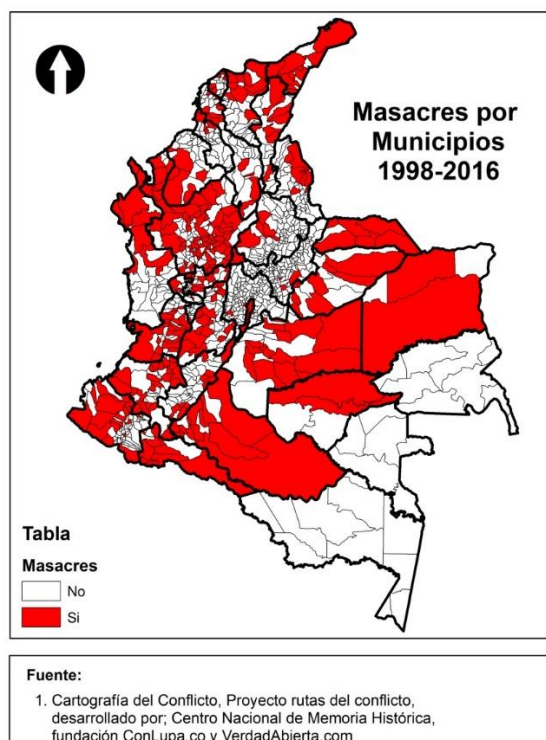 Masacres por
Municipios
1998-2016
Tabla
Masacres
No
Si
Fuente:
1. Cartografía del Conflicto, Proyecto rutas del conflicto,
desarrollado por; Centro Nacional de Memoria Histórica,
fundación ConLupa.co y VerdadAbierta.com